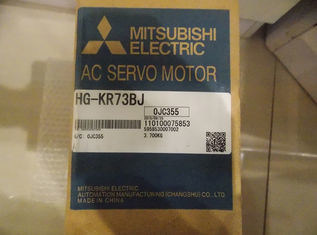 MITSUBISHI
ELECTRIC
AC SERVO MOTOR
HG-KR73BJ
0JC355
110100075853
5958530007002
3.700KG
0JC355
MITSUBISHI ELECTRIC
AUTOMATION MANUFACTURING (CHANGSHU) CO., LTD.
MADE IN CHINA